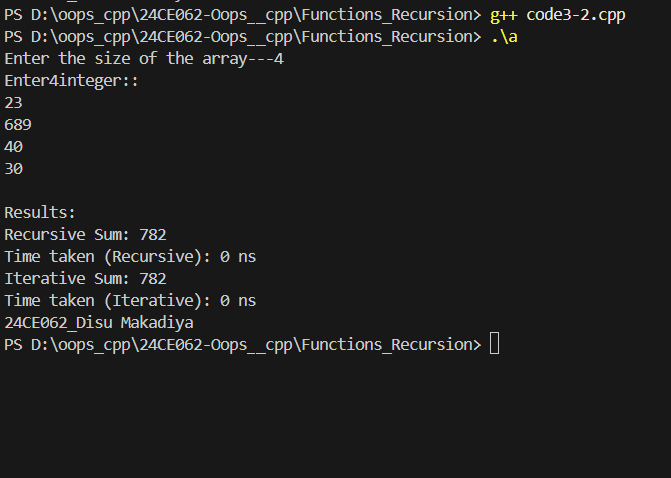 PS D:\oops_cpp\24CE062-Oops__cpp\Functions_Recursion> g++ code3-2.cpp
PS D:\oops_cpp\24CE062-Oops__cpp\Functions_Recursion> .\a
Enter the size of the array---4
Enter4integer::
23
689
40
30

Results:
Recursive Sum: 782
Time taken (Recursive): 0 ns
Iterative Sum: 782
Time taken (Iterative): 0 ns
24CE062_Disu Makadiya
PS D:\oops_cpp\24CE062-Oops__cpp\Functions_Recursion>